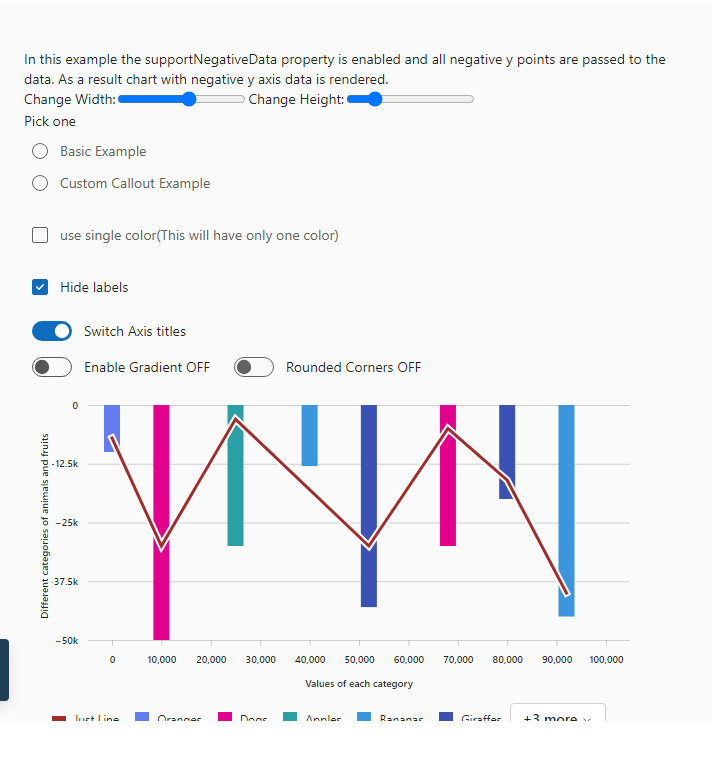 In this example the supportNegativeData property is enabled and all negative y points are passed to the
data. As a result chart with negative y axis data is rendered.
Change Width: Change Height:
Pick one
Basic Example
Custom Callout Example
use single color(This will have only one color)
Hide labels
Switch Axis titles
Enable Gradient OFF Rounded Corners OFF
Different categories of animals and fruits
0
-12.5k
−25k
-37.5k
−50k
0 10,000 20,000 30,000 40,000 50,000 60,000 70,000 80,000 90,000 100,000
Values of each category
Just Line Oranges Dogs Apples Bananas Giraffes +3 more